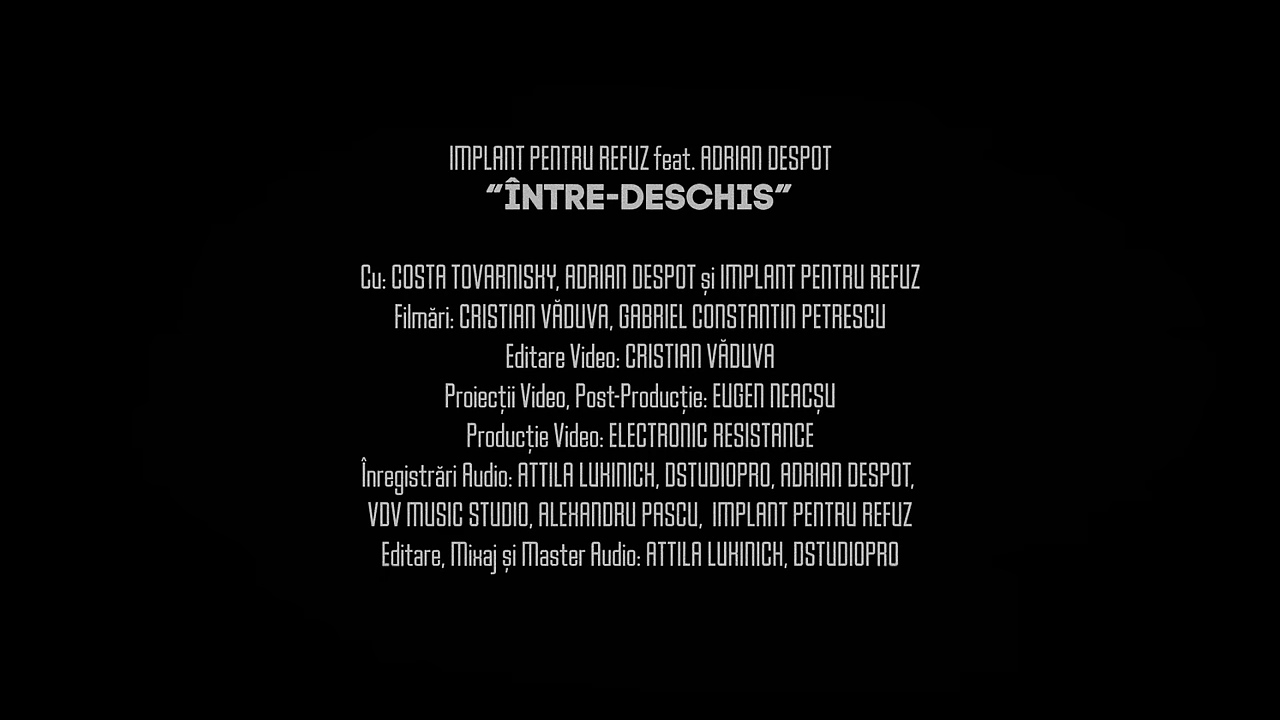 IMPLANT PENTRU REFUZ feat. ADRIAN DESPOT
“ÎNTRE-DESCHIS”
Cu: COSTA TOVARNISKY, ADRIAN DESPOT și IMPLANT PENTRU REFUZ
Filmări: CRISTIAN VĂDUVA, GABRIEL CONSTANTIN PETRESCU
Editare Video: CRISTIAN VĂDUVA
Proiecții Video, Post-Producție: EUGEN NEACȘU
Producție Video: ELECTRONIC RESISTANCE
Înregistrări Audio: ATTILA LUKINICH, DSTUDIOPRO, ADRIAN DESPOT,
VDV MUSIC STUDIO, ALEXANDRU PASCU, IMPLANT PENTRU REFUZ
Editare, Mixaj și Master Audio: ATTILA LUKINICH, DSTUDIOPRO